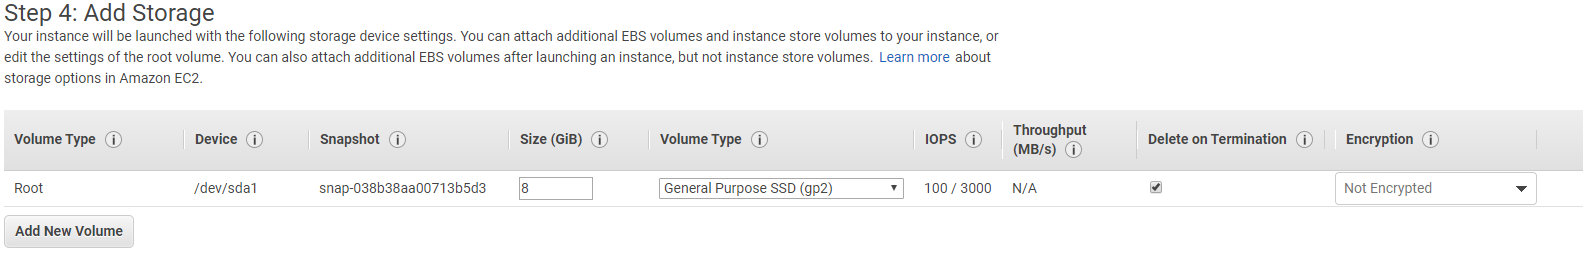 Step 4: Add Storage
Your instance will be launched with the following storage device settings. You can attach additional EBS volumes and instance store volumes to your instance, or
edit the settings of the root volume. You can also attach additional EBS volumes after launching an instance, but not instance store volumes. Learn more about
storage options in Amazon EC2.
Volume Type i Device i Snapshot i Size (GiB) i Volume Type i IOPS i Throughput (MB/s) i Delete on Termination i Encryption i
Root /dev/sda1 snap-038b38aa00713b5d3 8 General Purpose SSD (gp2) 100 / 3000 N/A Not Encrypted
Add New Volume